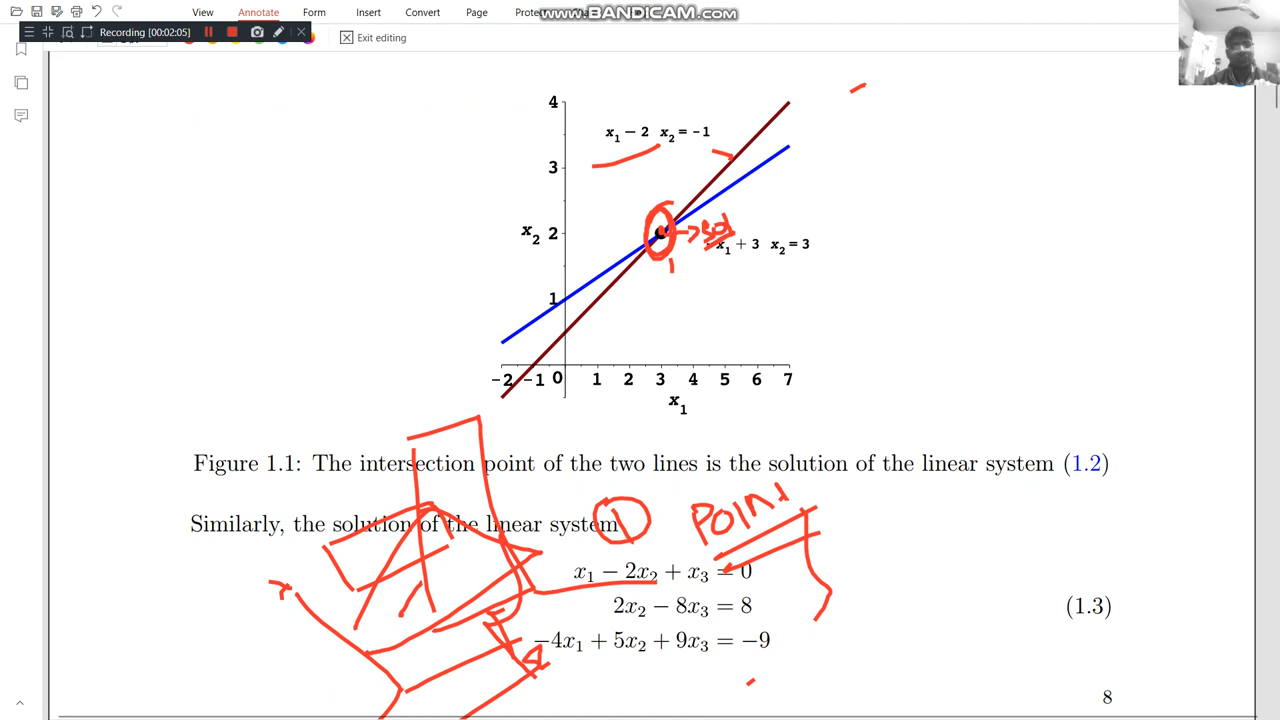 View Annotate Form Insert Convert Page
WWW.BANDICAM.COM
Recording [00:02:05]
Exit editing
4
x1 − 2 x2 = -1
3
x2 2
sol
x1 + 3 x2 = 3
1
-2 -1 0 1 2 3 4 5 6 7
x1
Figure 1.1: The intersection point of the two lines is the solution of the linear system (1.2)
Similarly, the solution of the linear system
1 Point
x1 − 2x2 + x3 = 0
2x2 − 8x3 = 8 (1.3)
−4x1 + 5x2 + 9x3 = −9
8